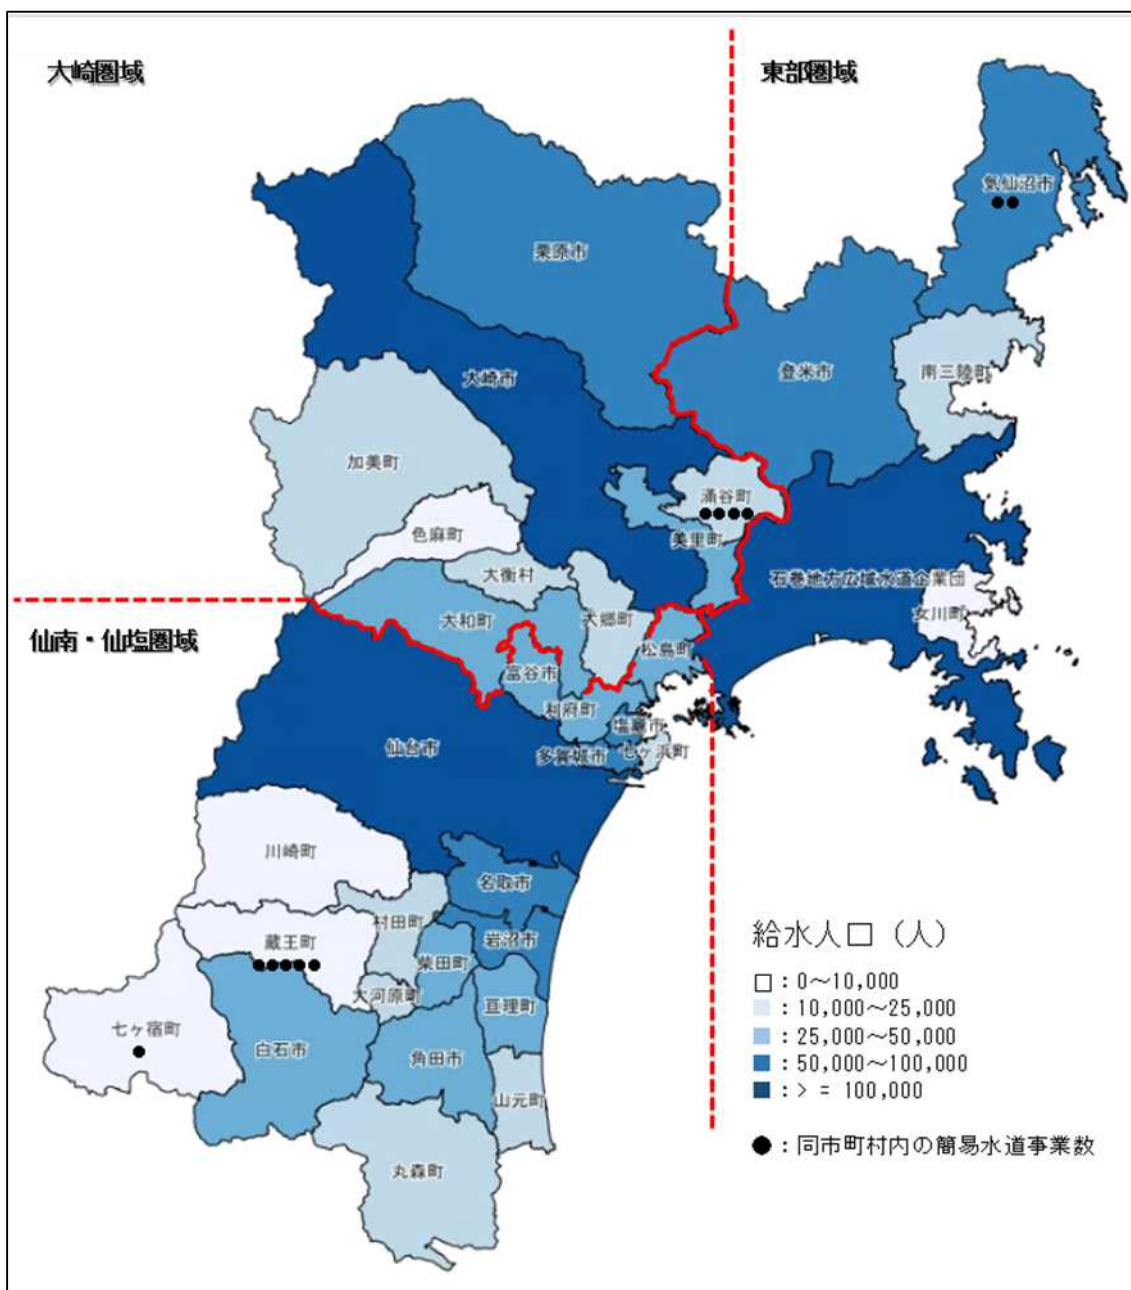 大崎圏域
東部圏域
気仙沼市
栗原市
大崎市
登米市
南三陸町
加美町
涌谷町
色麻町
美里町
大衡村
石巻地方広域水道企業団
女川町
仙南・仙塩圏域
大和町
大郷町
松島町
富谷市
利府町
塩竈市
仙台市
多賀城市
七ヶ浜町
川崎町
名取市
村田町
岩沼市
蔵王町
柴田町
大河原町
亘理町
七ヶ宿町
白石市
角田市
山元町
丸森町
給水人口（人）
：0～10,000
：10,000～25,000
：25,000～50,000
：50,000～100,000
：> = 100,000
●：同市町村内の簡易水道事業数